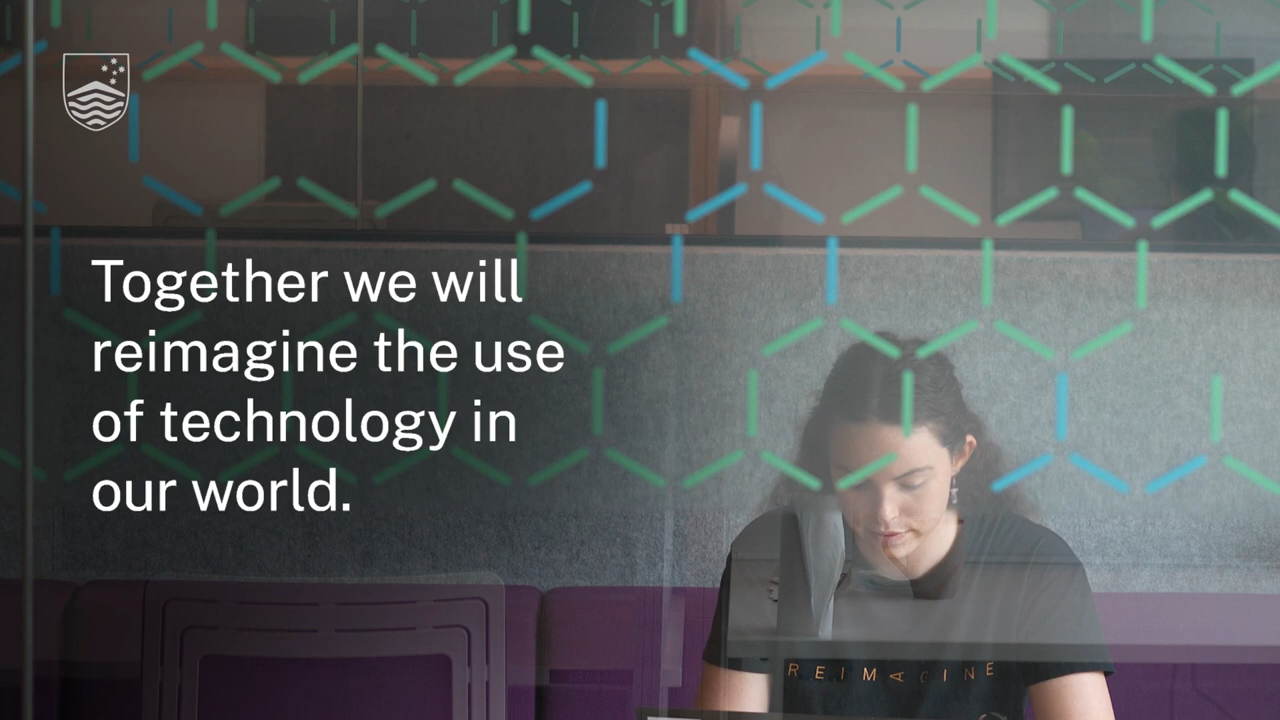 Together we will
reimagine the use
of technology in
our world.
REIMAGINE